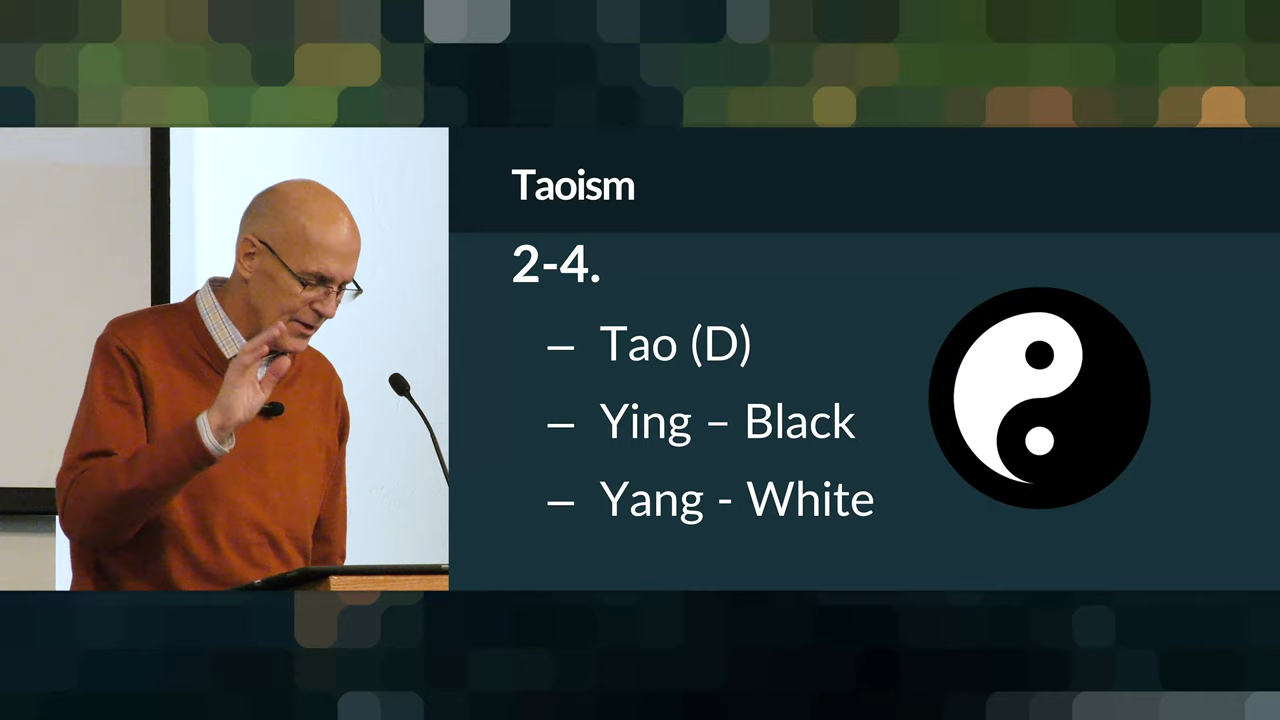 Taoism
2-4.
– Tao (D)
– Ying – Black
– Yang - White